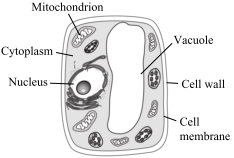 Mitochondrion
Vacuole
Cytoplasm
Nucleus
Cell wall
Cell
membrane